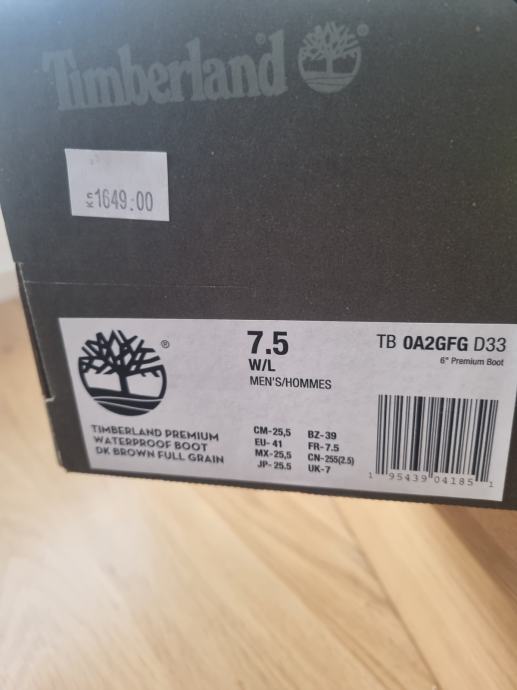 Timberland
Kn 1649.00
®
7.5
W/L
MEN'S/HOMMES
TB 0A2GFG D33
6" Premium Boot
TIMBERLAND PREMIUM
WATERPROOF BOOT
DK BROWN FULL GRAIN
CM-25,5 BZ-39
EU-41 FR-7.5
MX-25,5 CN-255(2.5)
JP-25.5 UK-7
1 95439 04185 1